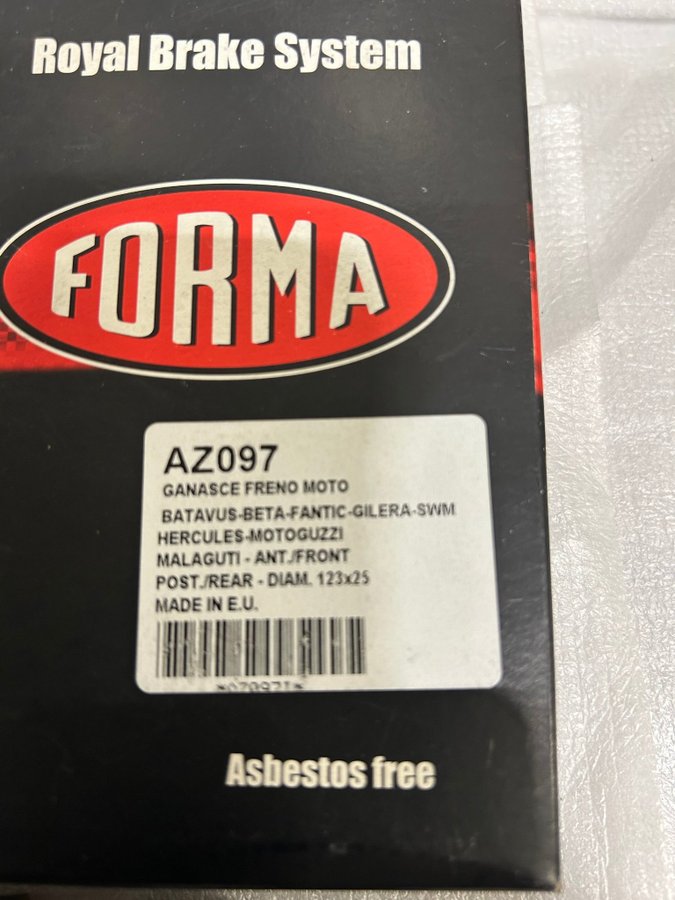 Royal Brake System
FORMA
AZ097
GANASCE FRENO MOTO
BATAVUS-BETA-FANTIC-GILERA-SWM
HERCULES-MOTOGUZZI
MALAGUTI - ANT./FRONT
POST./REAR - DIAM. 123x25
MADE IN E.U.
Asbestos free